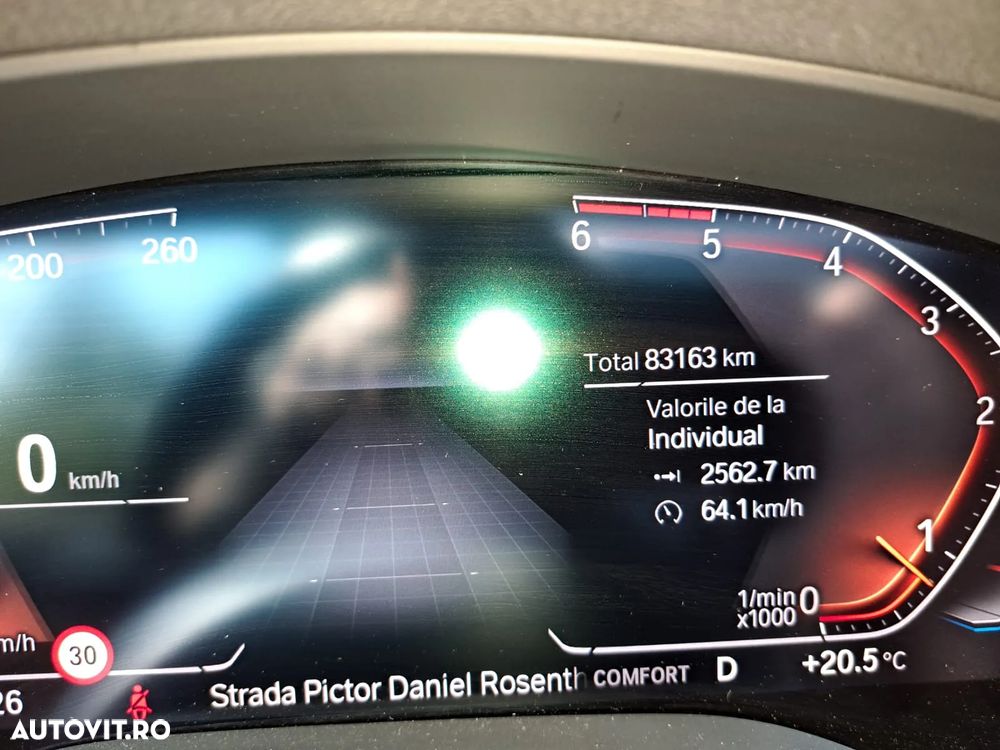 200
260
6
5
4
3
2
1
Total 83163 km
Valorile de la
Individual
2562.7 km
64.1 km/h
0 km/h
1/min 0
x1000
m/h
30
26
Strada Pictor Daniel Rosenth
COMFORT
D
+20.5 °C
AUTOVIT.RO